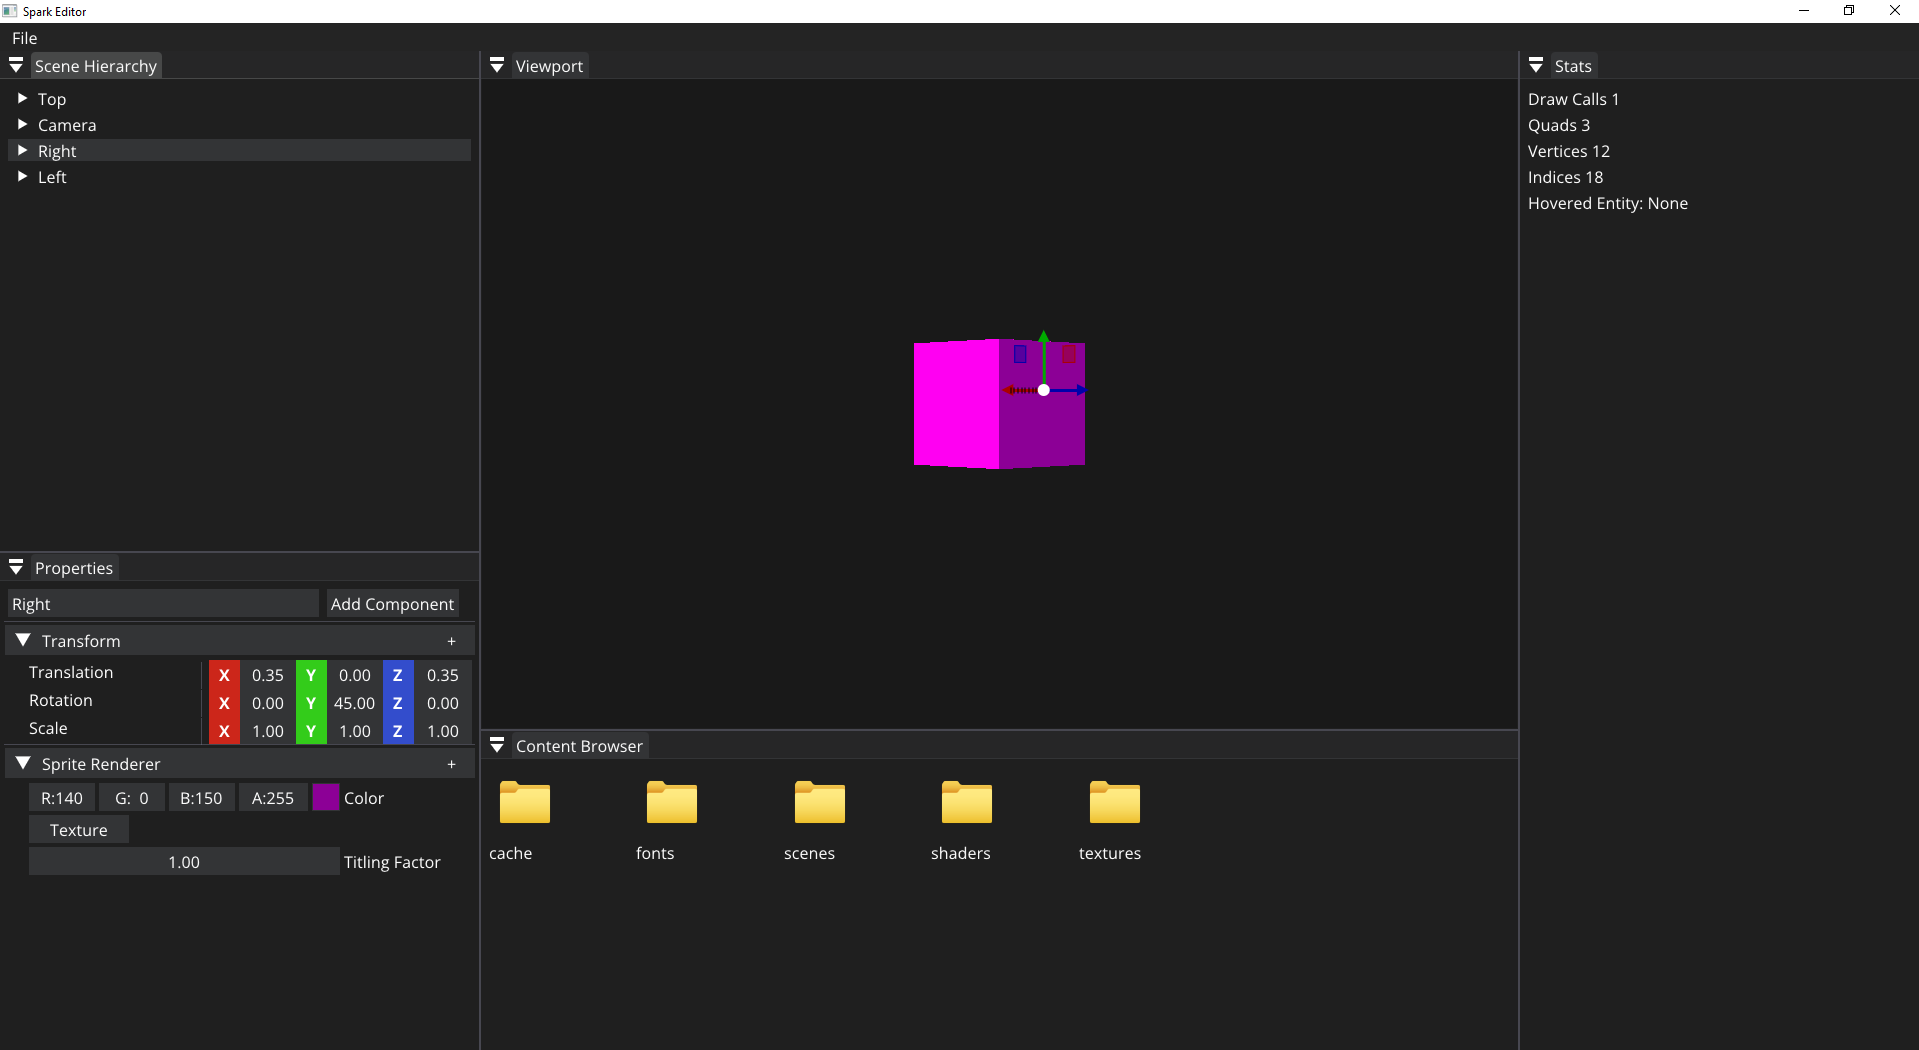 Spark Editor
File
Scene Hierarchy
Top
Camera
Right
Left
Properties
Right Add Component
Transform +
Translation X 0.35 Y 0.00 Z 0.35
Rotation X 0.00 Y 45.00 Z 0.00
Scale X 1.00 Y 1.00 Z 1.00
Sprite Renderer +
R:140 G: 0 B:150 A:255 Color
Texture
1.00 Titling Factor
Viewport
Content Browser
cache fonts scenes shaders textures
Stats
Draw Calls 1
Quads 3
Vertices 12
Indices 18
Hovered Entity: None